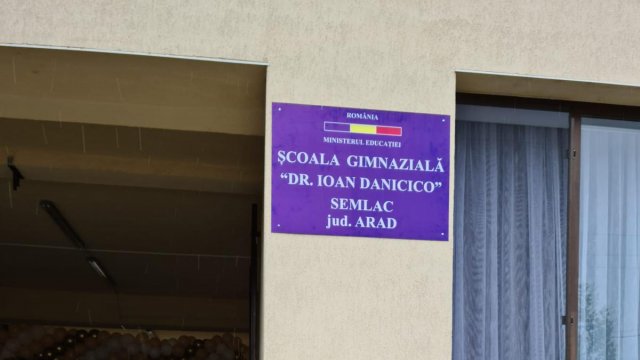 ROMÂNIA
MINISTERUL EDUCAȚIEI
ȘCOALA GIMNAZIALĂ
“DR. IOAN DANICICO”
SEMLAC
jud. ARAD